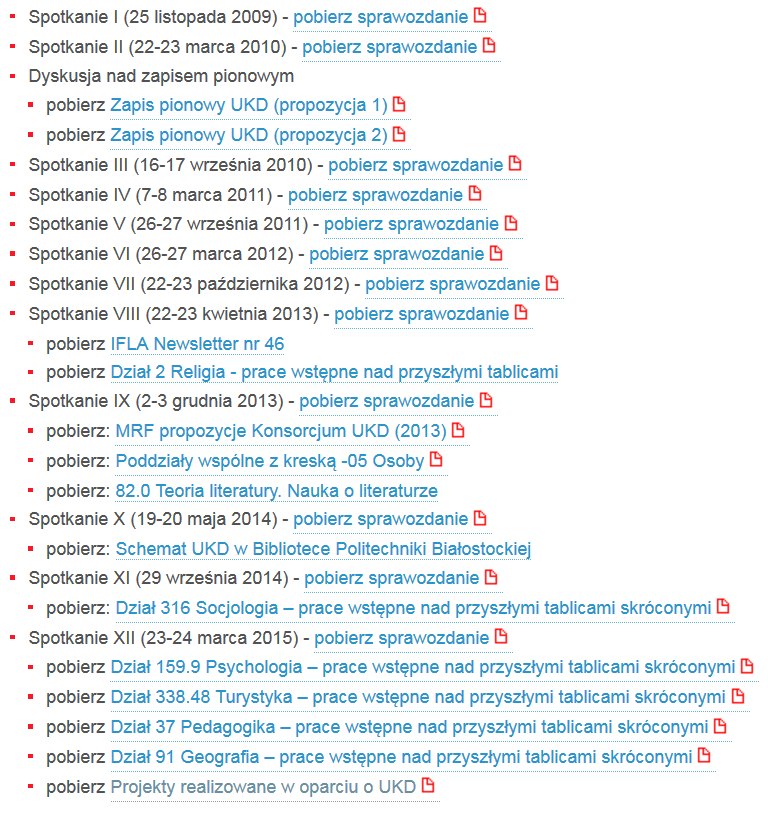 Spotkanie I (25 listopada 2009) - pobierz sprawozdanie
Spotkanie II (22-23 marca 2010) - pobierz sprawozdanie
Dyskusja nad zapisem pionowym
pobierz Zapis pionowy UKD (propozycja 1)
pobierz Zapis pionowy UKD (propozycja 2)
Spotkanie III (16-17 września 2010) - pobierz sprawozdanie
Spotkanie IV (7-8 marca 2011) - pobierz sprawozdanie
Spotkanie V (26-27 września 2011) - pobierz sprawozdanie
Spotkanie VI (26-27 marca 2012) - pobierz sprawozdanie
Spotkanie VII (22-23 października 2012) - pobierz sprawozdanie
Spotkanie VIII (22-23 kwietnia 2013) - pobierz sprawozdanie
pobierz IFLA Newsletter nr 46
pobierz Dział 2 Religia - prace wstępne nad przyszłymi tablicami
Spotkanie IX (2-3 grudnia 2013) - pobierz sprawozdanie
pobierz: MRF propozycje Konsorcjum UKD (2013)
pobierz: Poddziały wspólne z kreską -05 Osoby
pobierz: 82.0 Teoria literatury. Nauka o literaturze
Spotkanie X (19-20 maja 2014) - pobierz sprawozdanie
pobierz: Schemat UKD w Bibliotece Politechniki Białostockiej
Spotkanie XI (29 września 2014) - pobierz sprawozdanie
pobierz: Dział 316 Socjologia – prace wstępne nad przyszłymi tablicami skróconymi
Spotkanie XII (23-24 marca 2015) - pobierz sprawozdanie
pobierz Dział 159.9 Psychologia – prace wstępne nad przyszłymi tablicami skróconymi
pobierz Dział 338.48 Turystyka – prace wstępne nad przyszłymi tablicami skróconymi
pobierz Dział 37 Pedagogika – prace wstępne nad przyszłymi tablicami skróconymi
pobierz Dział 91 Geografia – prace wstępne nad przyszłymi tablicami skróconymi
pobierz Projekty realizowane w oparciu o UKD